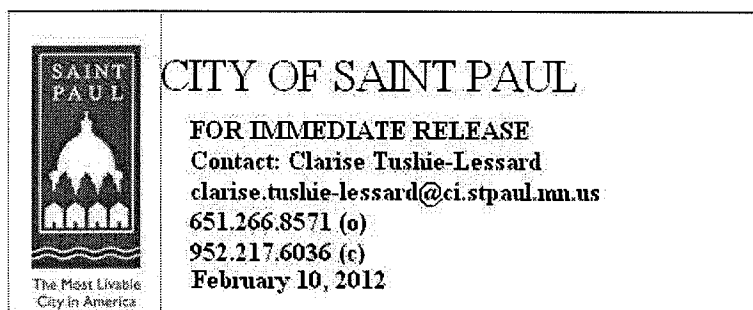 SAINT
PAUL
The Most Livable
City in America
CITY OF SAINT PAUL
FOR IMMEDIATE RELEASE
Contact: Clarise Tushie-Lessard
clarise.tushie-lessard@ci.stpaul.mn.us
651.266.8571 (o)
952.217.6036 (c)
February 10, 2012